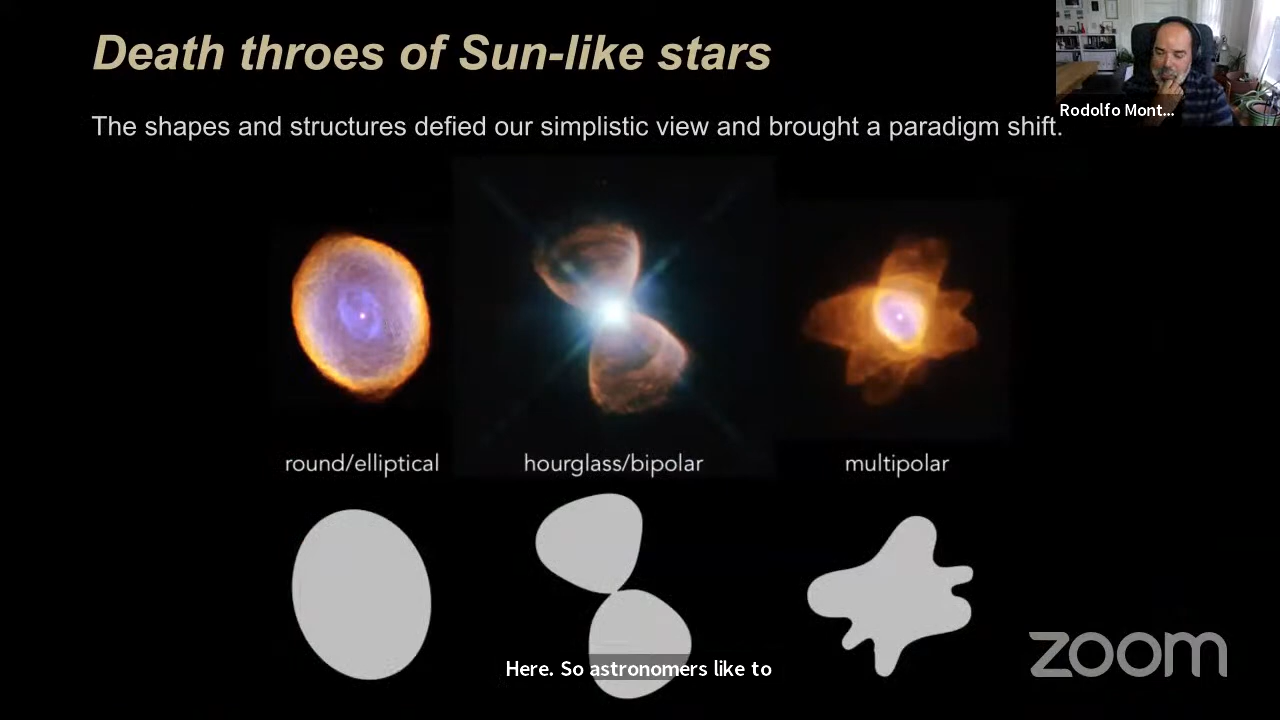 Death throes of Sun-like stars
Rodolfo Mont...
The shapes and structures defied our simplistic view and brought a paradigm shift.
round/elliptical
hourglass/bipolar
multipolar
zoom
Here. So astronomers like to